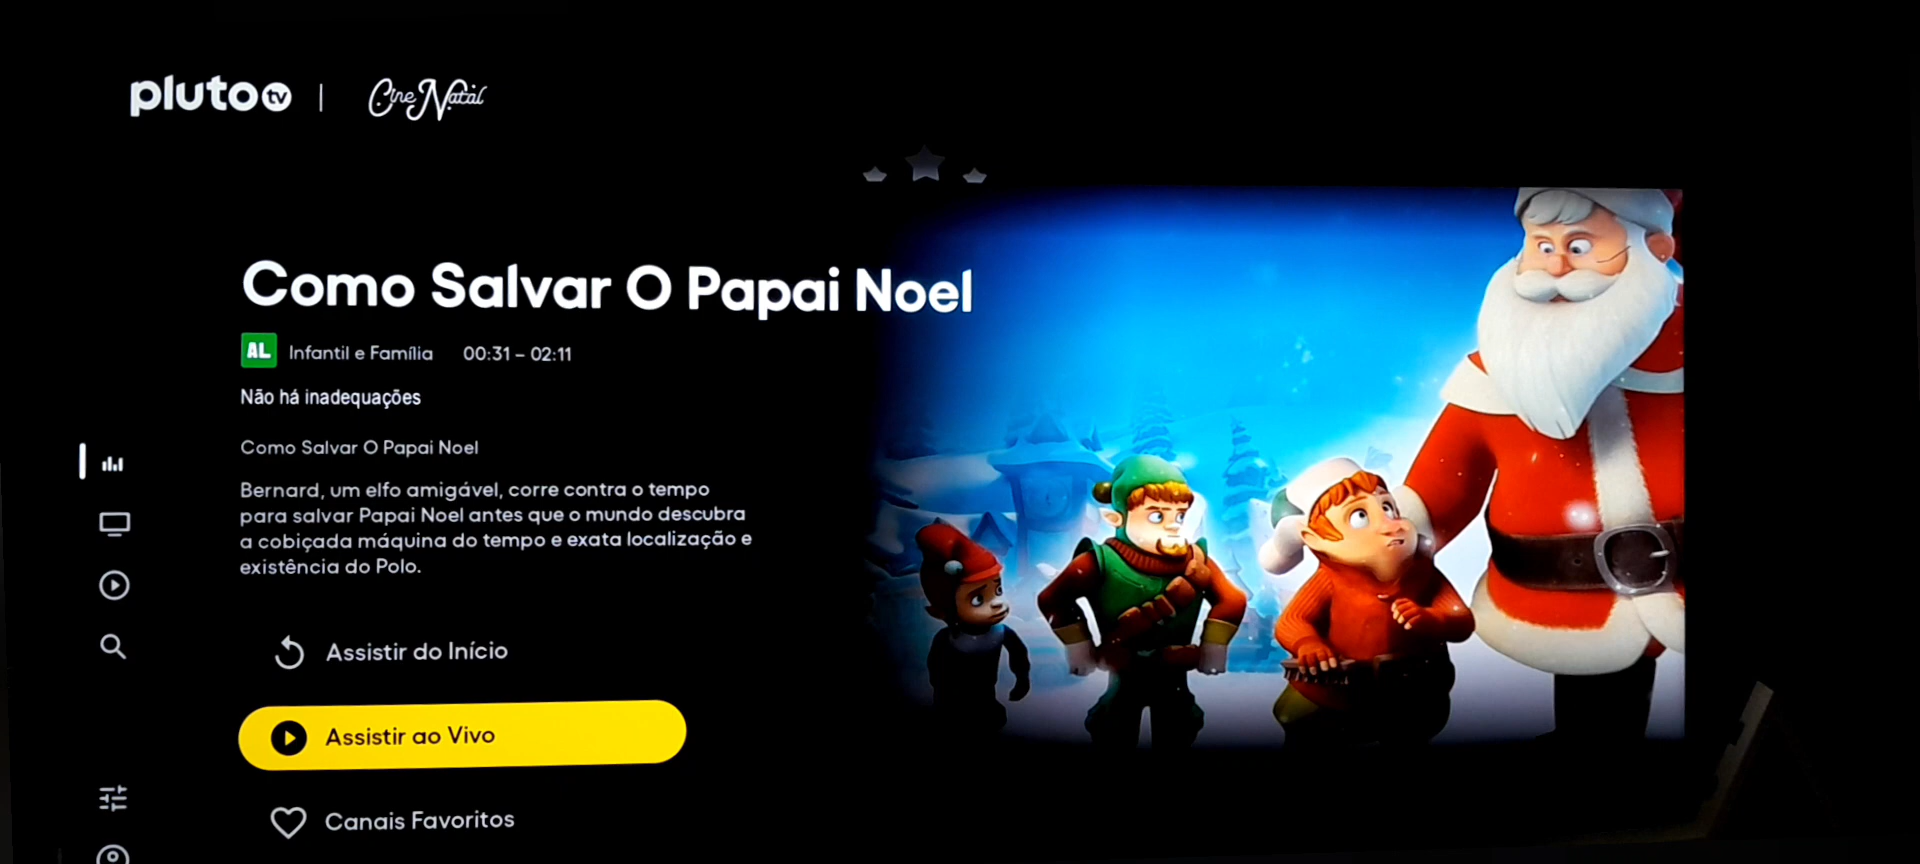 pluto tv | Cine Natal
Como Salvar O Papai Noel
AL Infantil e Família 00:31 – 02:11
Não há inadequações
Como Salvar O Papai Noel
Bernard, um elfo amigável, corre contra o tempo
para salvar Papai Noel antes que o mundo descubra
a cobiçada máquina do tempo e exata localização e
existência do Polo.
Assistir do Início
Assistir ao Vivo
Canais Favoritos